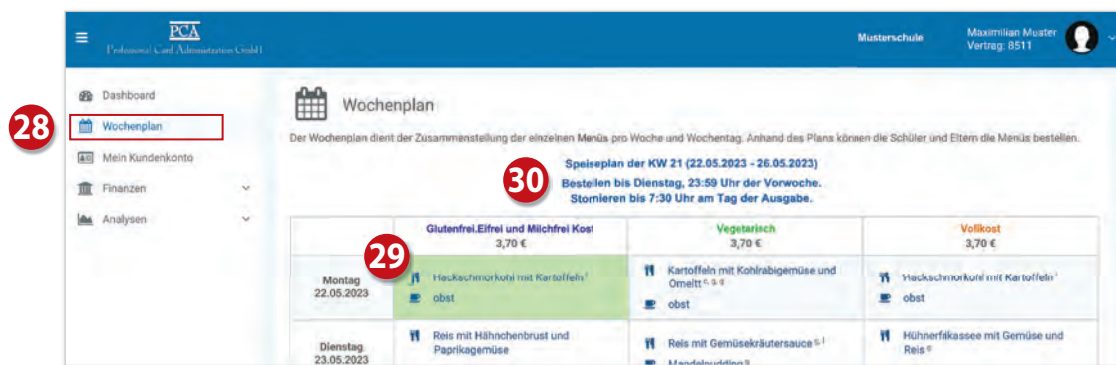 PCA
Professional Card Administration GmbH
Musterschule
Maximilian Muster
Vertrag: 8511
28
Dashboard
Wochenplan
Mein Kundenkonto
Finanzen
Analysen
Wochenplan
Der Wochenplan dient der Zusammenstellung der einzelnen Menüs pro Woche und Wochentag. Anhand des Plans können die Schüler und Eltern die Menüs bestellen.
30
Speiseplan der KW 21 (22.05.2023 - 26.05.2023)
Bestellen bis Dienstag, 23:59 Uhr der Vorwoche.
Stornieren bis 7:30 Uhr am Tag der Ausgabe.
29
Glutenfrei.Eifrei und Milchfrei Kost
3,70 €
Vegetarisch
3,70 €
Vollkost
3,70 €
Montag
22.05.2023
Hackschmorkohl mit Kartoffeln
obst
Kartoffeln mit Kohlrabigemüse und
Omeltt
obst
Hackschmorkohl mit Kartoffeln
obst
Dienstag
23.05.2023
Reis mit Hähnchenbrust und
Paprikagemüse
Reis mit Gemüsekräutersauce
Mandelpudding
Hühnerfrikassee mit Gemüse und
Reis